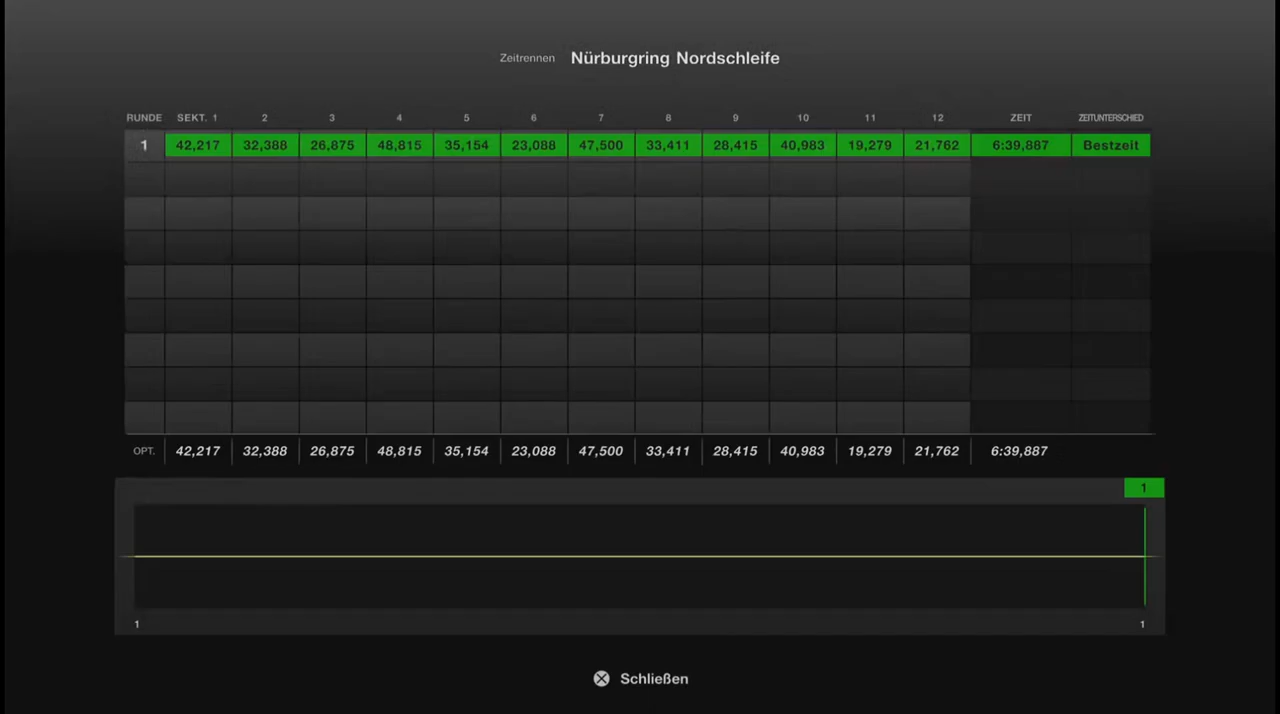 Zeitrennen Nürburgring Nordschleife
RUNDE SEKT. 1 2 3 4 5 6 7 8 9 10 11 12 ZEIT ZEITUNTERSCHIED
1 42,217 32,388 26,875 48,815 35,154 23,088 47,500 33,411 28,415 40,983 19,279 21,762 6:39,887 Bestzeit
OPT. 42,217 32,388 26,875 48,815 35,154 23,088 47,500 33,411 28,415 40,983 19,279 21,762 6:39,887
1
1 1
Schließen